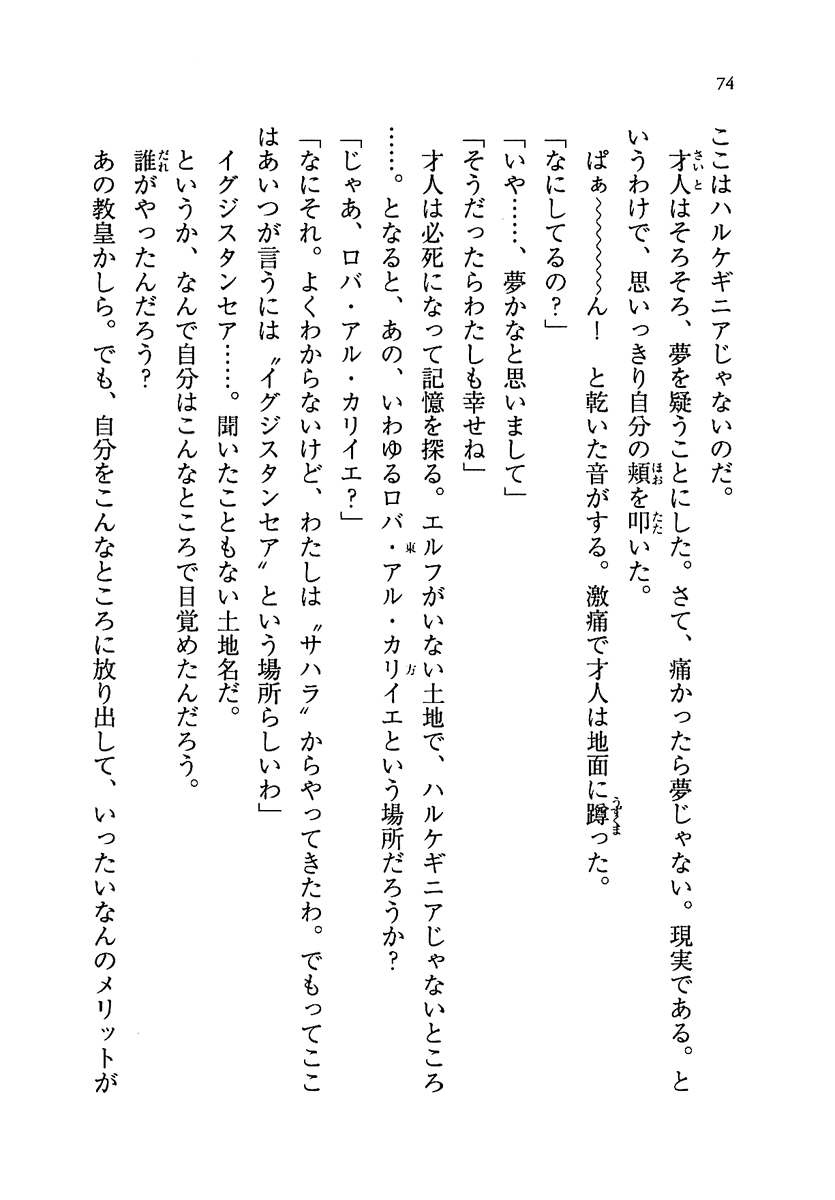 74
ここはハルケギニアじゃないのだ。
才人はそろそろ、夢を疑うことにした。さて、痛かったら夢じゃない。現実である。と
いうわけで、思いっきり自分の頬を叩いた。
ぱぁ〜〜〜〜〜ん！　と乾いた音がする。激痛で才人は地面に蹲った。
「なにしてるの？」
「いや……、夢かなと思いまして」
「そうだったらわたしも幸せね」
才人は必死になって記憶を探る。エルフがいない土地で、ハルケギニアじゃないところ
……。となると、あの、いわゆるロバ・アル・カリイエという場所だろうか？
「じゃあ、ロバ・アル・カリイエ？」
「なにそれ。よくわからないけど、わたしは〝サハラ〟からやってきたわ。でもってここ
はあいつが言うには〝イグジスタンセア〟という場所らしいわ」
イグジスタンセア……。聞いたこともない土地名だ。
というか、なんで自分はこんなところで目覚めたんだろう。
誰がやったんだろう？
あの教皇かしら。でも、自分をこんなところに放り出して、いったいなんのメリットが